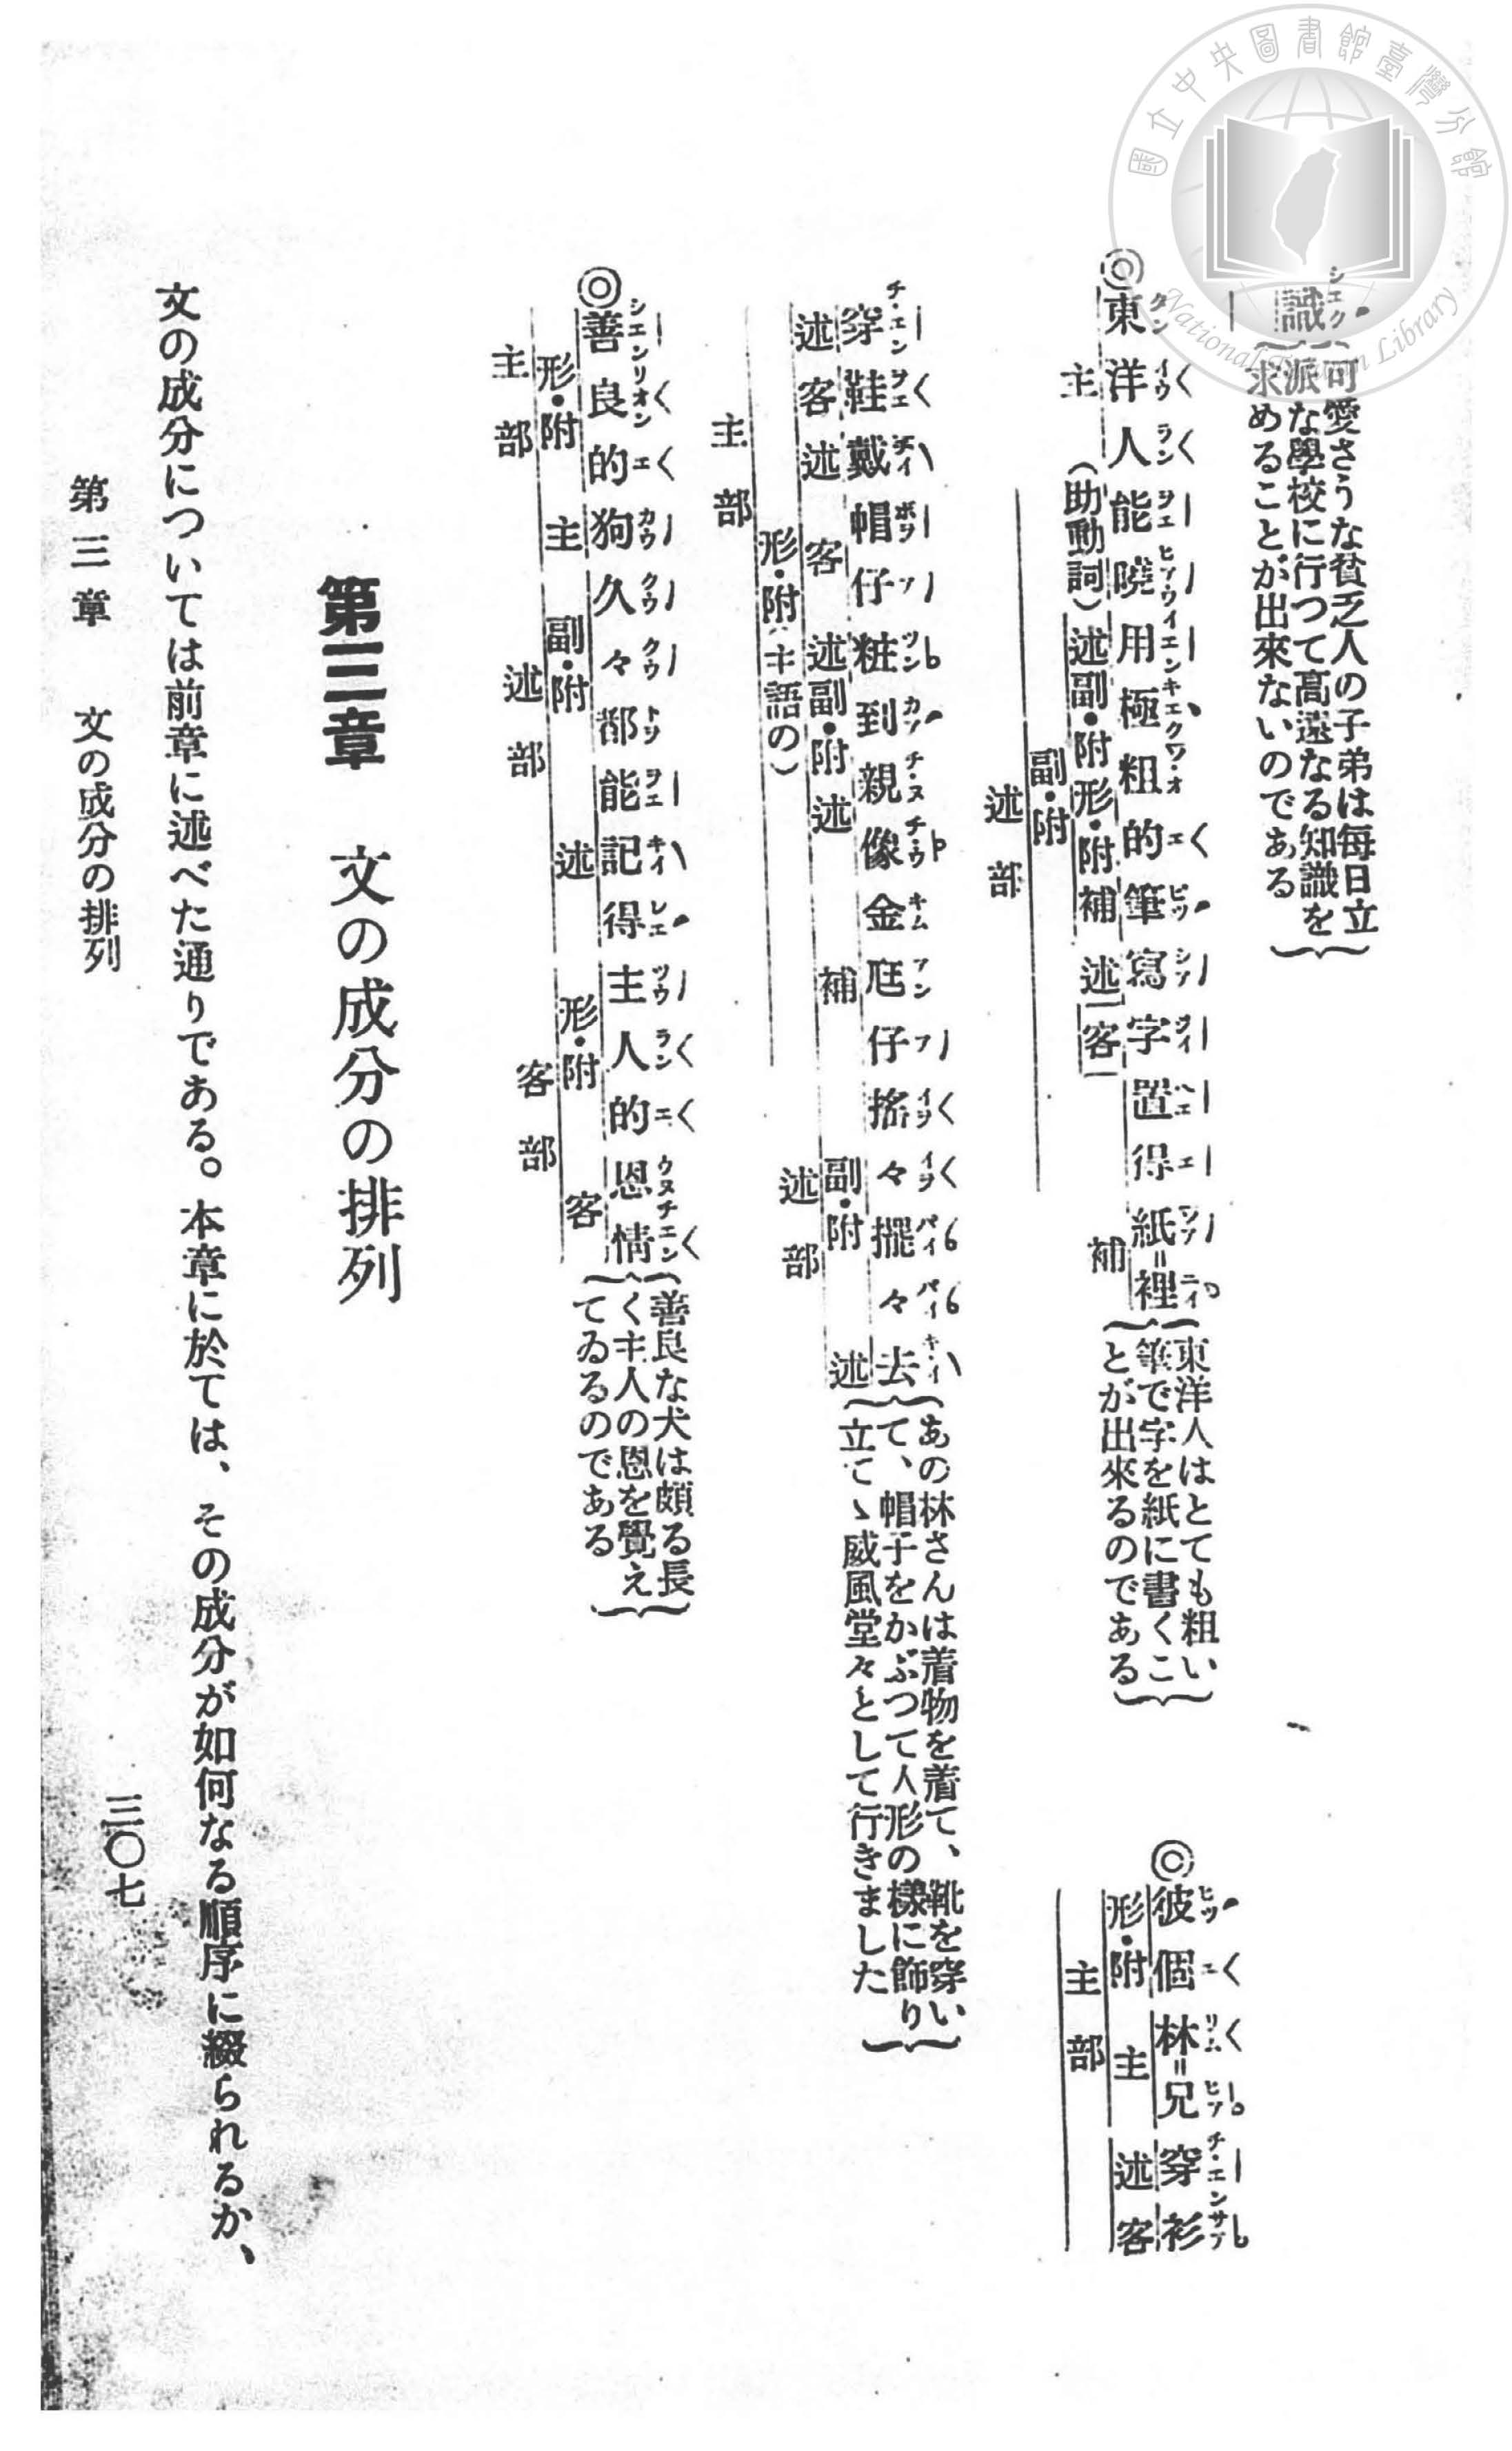 國立中央圖書館臺灣分館
National Taiwan Library
識
シエク
可愛さうな貧乏人の子弟は毎日立
派な學校に行つて高遠なる知識を
求めることが出來ないのである
◎東洋人能曉用極粗的筆寫字置得紙=裡
主
(助動詞)
述 副・附 形・附 補 述 客
補
副・附
述部
東洋人はとても粗い
筆で字を紙に書くこ
とが出來るのである
◎彼個林=兄穿衫
形・附 主 述 客
主部
穿鞋戴帽仔粧到親像金尪仔搖々擺々去
述 客 述 客 述 副・附 述 補 副・附 述
形・附(主語の)
主部
述部
あの林さんは着物を着て、靴を穿い
て、帽子をかぶつて人形の樣に飾り
立てゝ威風堂々として行きました
◎善良的狗久々都能記得主人的恩情
形・附 主 副・附 述 形・附 客
主部 述部 客部
善良な犬は頗る長
く主人の恩を覺え
てゐるのである
第三章 文の成分の排列
文の成分については前章に述べた通りである。本章に於ては、その成分が如何なる順序に綴られるか、
第三章 文の成分の排列
三〇七